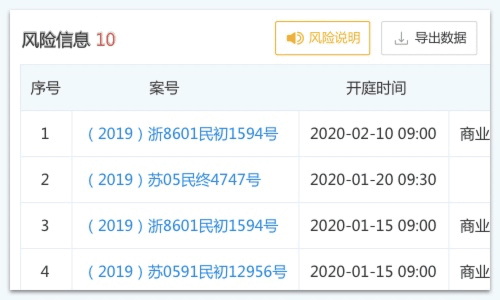 风险信息 10 风险说明 导出数据
序号 案号 开庭时间
1 （2019）浙8601民初1594号 2020-02-10 09:00 商业
2 （2019）苏05民终4747号 2020-01-20 09:30
3 （2019）浙8601民初1594号 2020-01-15 09:00 商业
4 （2019）苏0591民初12956号 2020-01-15 09:00 商业